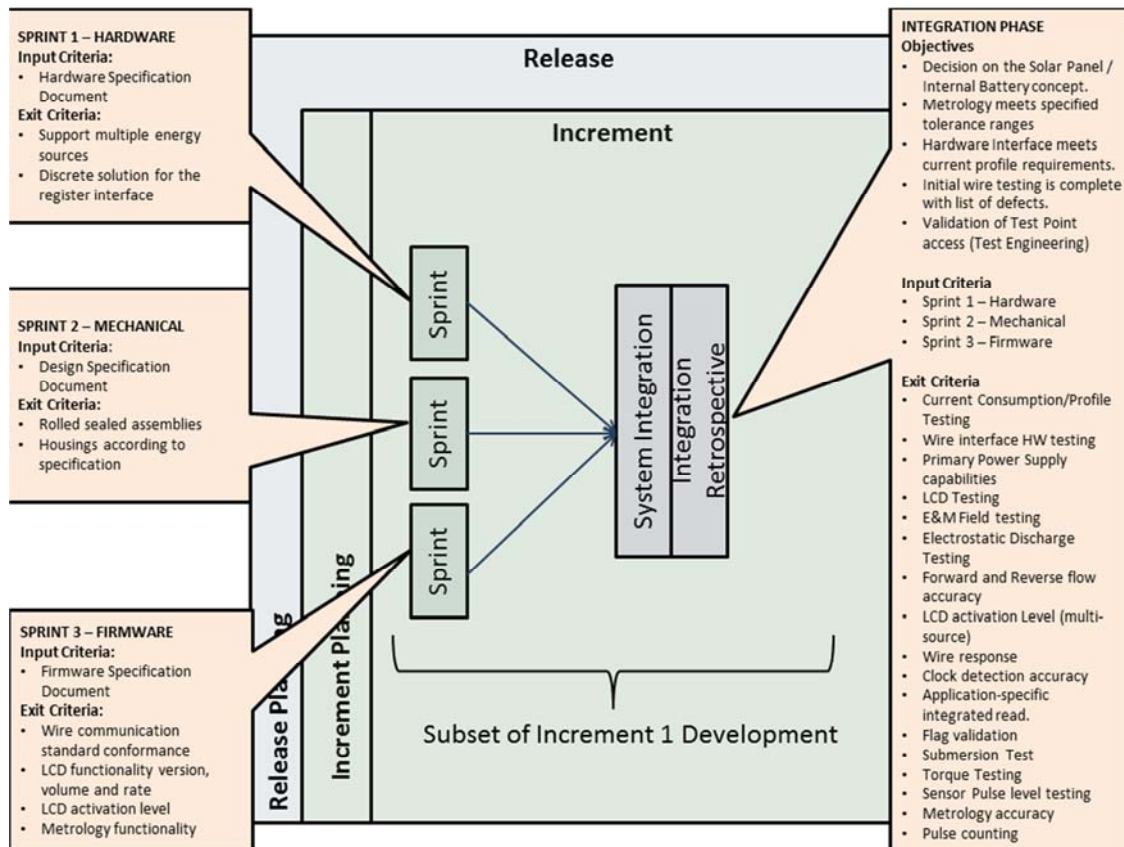 SPRINT 1 – HARDWARE
Input Criteria:
• Hardware Specification
Document
Exit Criteria:
• Support multiple energy
sources
• Discrete solution for the
register interface
SPRINT 2 – MECHANICAL
Input Criteria:
• Design Specification
Document
Exit Criteria:
• Rolled sealed assemblies
• Housings according to
specification
SPRINT 3 – FIRMWARE
Input Criteria:
• Firmware Specification
Document
Exit Criteria:
• Wire communication
standard conformance
• LCD functionality version,
volume and rate
• LCD activation level
• Metrology functionality
Release
Increment
Release Pla
g
Increment Pla
ning
Sprint
Sprint
Sprint
System Integration
Integration
Retrospective
Subset of Increment 1 Development
INTEGRATION PHASE
Objectives
• Decision on the Solar Panel /
Internal Battery concept.
• Metrology meets specified
tolerance ranges
• Hardware Interface meets
current profile requirements.
• Initial wire testing is complete
with list of defects.
• Validation of Test Point
access (Test Engineering)
Input Criteria
• Sprint 1 – Hardware
• Sprint 2 – Mechanical
• Sprint 3 – Firmware
Exit Criteria
• Current Consumption/Profile
Testing
• Wire interface HW testing
• Primary Power Supply
capabilities
• LCD Testing
• E&M Field testing
• Electrostatic Discharge
Testing
• Forward and Reverse flow
accuracy
• LCD activation Level (multi-
source)
• Wire response
• Clock detection accuracy
• Application-specific
integrated read.
• Flag validation
• Submersion Test
• Torque Testing
• Sensor Pulse level testing
• Metrology accuracy
• Pulse counting